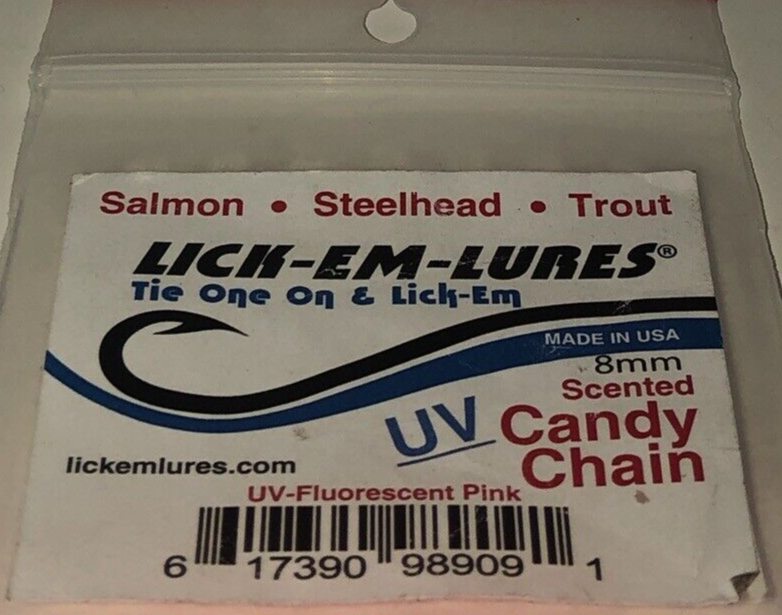 Salmon • Steelhead • Trout
LICK-EM-LURES®
Tie One On & Lick-Em
MADE IN USA
8mm
Scented
UV Candy
Chain
lickemlures.com
UV-Fluorescent Pink
6 17390 98909 1